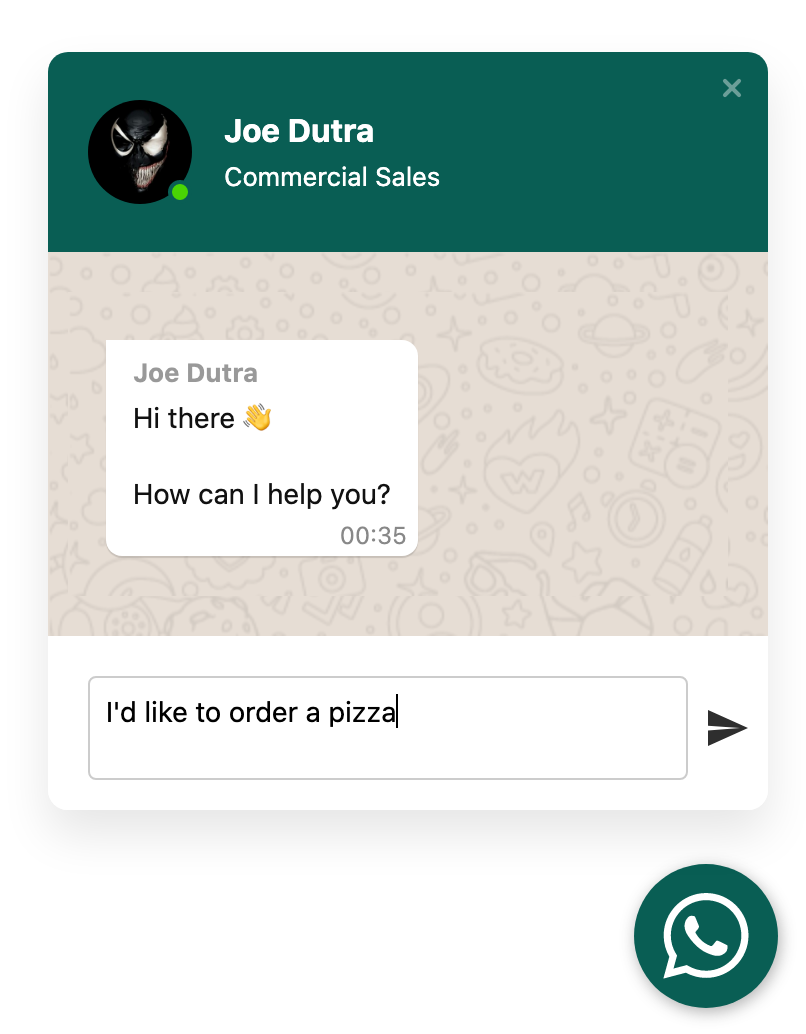 Joe Dutra
Commercial Sales
Joe Dutra
Hi there 👋
How can I help you?
00:35
I'd like to order a pizza